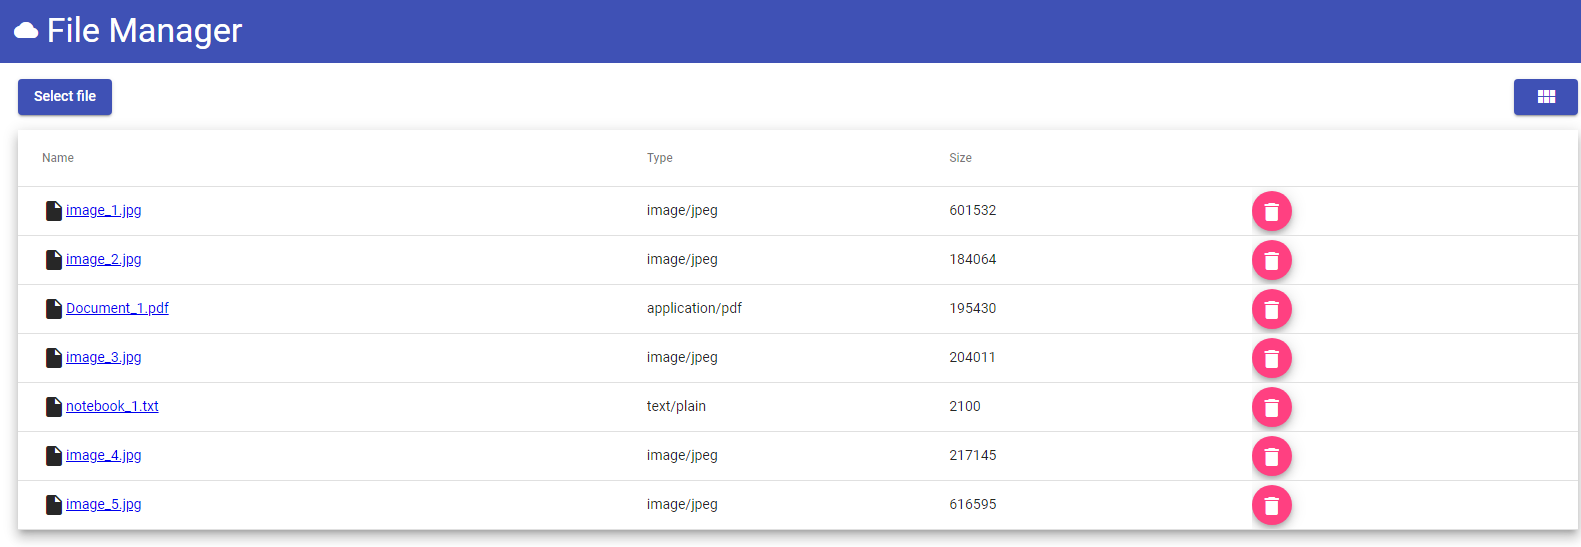 File Manager
Select file
Name Type Size
image_1.jpg image/jpeg 601532
image_2.jpg image/jpeg 184064
Document_1.pdf application/pdf 195430
image_3.jpg image/jpeg 204011
notebook_1.txt text/plain 2100
image_4.jpg image/jpeg 217145
image_5.jpg image/jpeg 616595